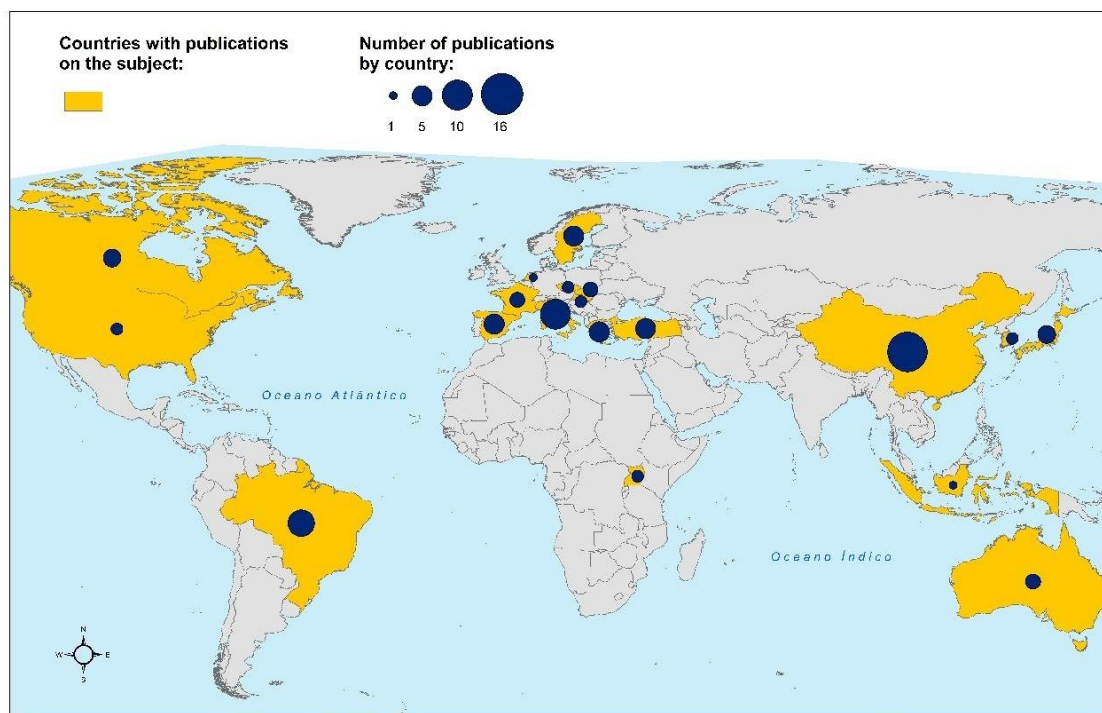 Countries with publications
on the subject:
Number of publications
by country:
1 5 10 16
Oceano Atlântico
Oceano Índico
N
W E
S